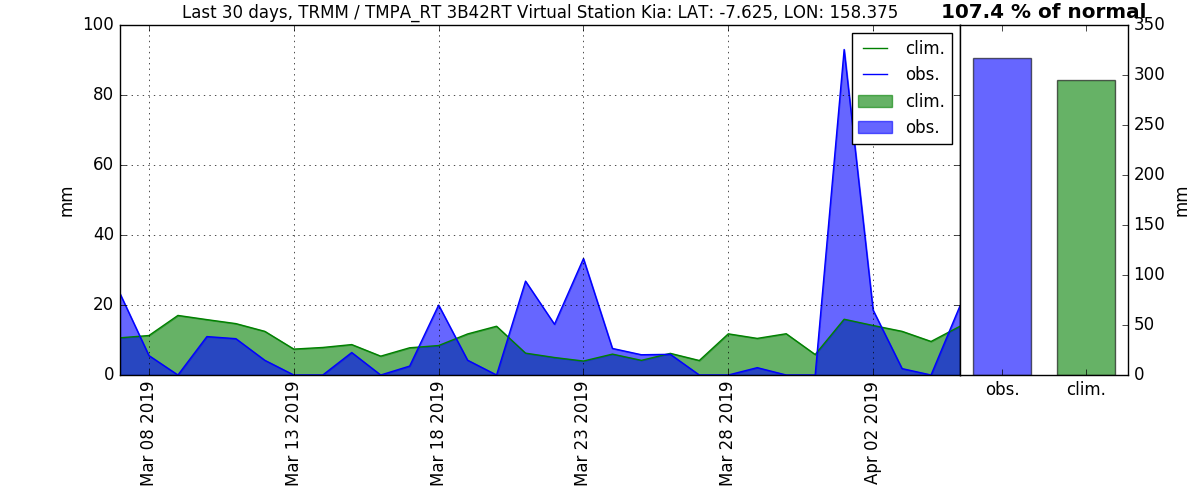 Last 30 days, TRMM / TMPA_RT 3B42RT Virtual Station Kia: LAT: -7.625, LON: 158.375
107.4 % of normal
100
80
60
40
20
0
mm
clim.
obs.
clim.
obs.
350
300
250
200
150
100
50
0
mm
Mar 08 2019
Mar 13 2019
Mar 18 2019
Mar 23 2019
Mar 28 2019
Apr 02 2019
obs.
clim.